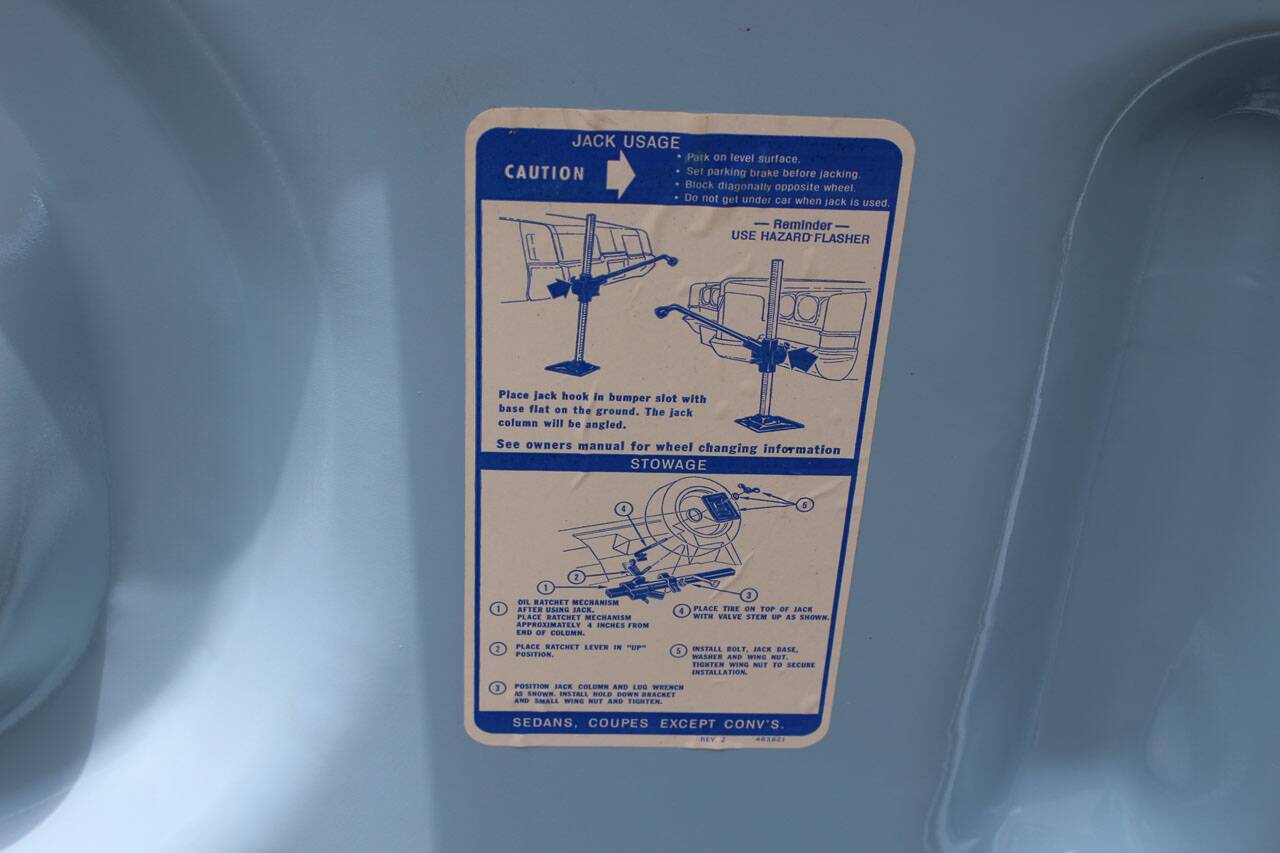 JACK USAGE
CAUTION
• Park on level surface.
• Set parking brake before jacking.
• Block diagonally opposite wheel.
• Do not get under car when jack is used.
— Reminder —
USE HAZARD FLASHER
Place jack hook in bumper slot with
base flat on the ground. The jack
column will be angled.
See owners manual for wheel changing information
STOWAGE
4
5
2
1
3
1 OIL RATCHET MECHANISM
AFTER USING JACK.
PLACE RATCHET MECHANISM
APPROXIMATELY 4 INCHES FROM
END OF COLUMN.
2 PLACE RATCHET LEVER IN "UP"
POSITION.
3 POSITION JACK COLUMN AND LUG WRENCH
AS SHOWN. INSTALL HOLD DOWN BRACKET
AND SMALL WING NUT AND TIGHTEN.
4 PLACE TIRE ON TOP OF JACK
WITH VALVE STEM UP AS SHOWN.
5 INSTALL BOLT, JACK BASE,
WASHER AND WING NUT.
TIGHTEN WING NUT TO SECURE
INSTALLATION.
SEDANS, COUPES EXCEPT CONV'S.
REV. 2